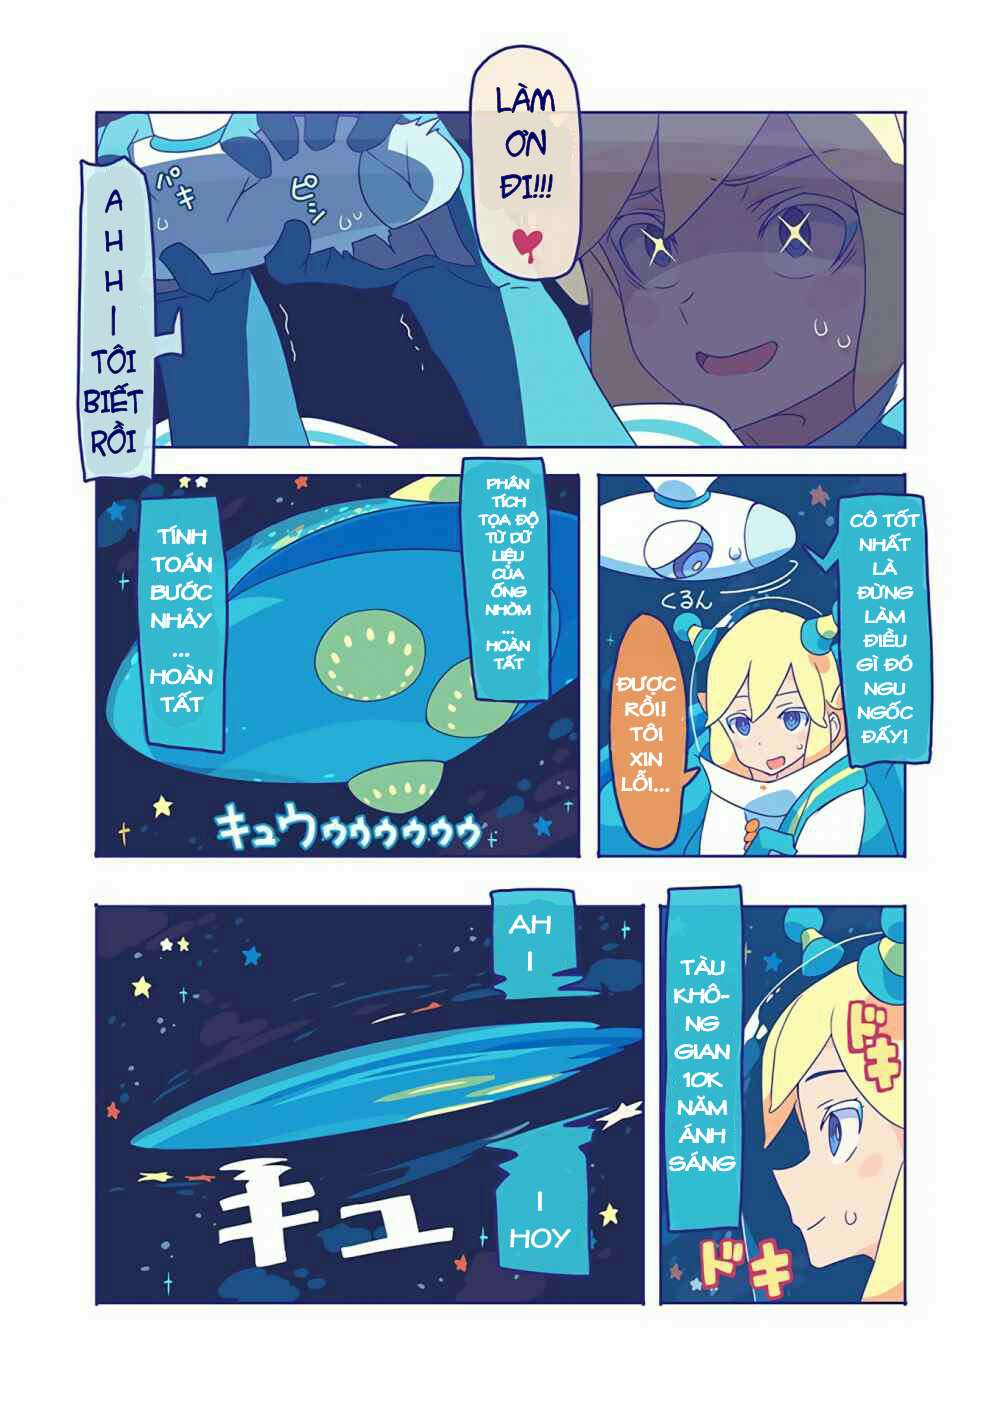 LÀM
ƠN
ĐI!!!
パキ
ピシ
A
H
H
I
TÔI
BIẾT
RỒI
CÔ TỐT
NHẤT
LÀ
ĐỪNG
LÀM
ĐIỀU
GÌ ĐÓ
NGU
NGỐC
ĐẤY!
くるん
ĐƯỢC
RỒI!
TÔI
XIN
LỖI...
PHÂN
TÍCH
TỌA ĐỘ
TỪ DỮ
LIỆU
CỦA
ỐNG
NHÒM
...
HOÀN
TẤT
TÍNH
TOÁN
BƯỚC
NHẢY
...
HOÀN
TẤT
キュウゥゥゥゥゥゥ
TÀU
KHÔ-
NG
GIAN
10K
NĂM
ÁNH
SÁNG
ドキ
ドキ
AH
I
キュ
I
HOY